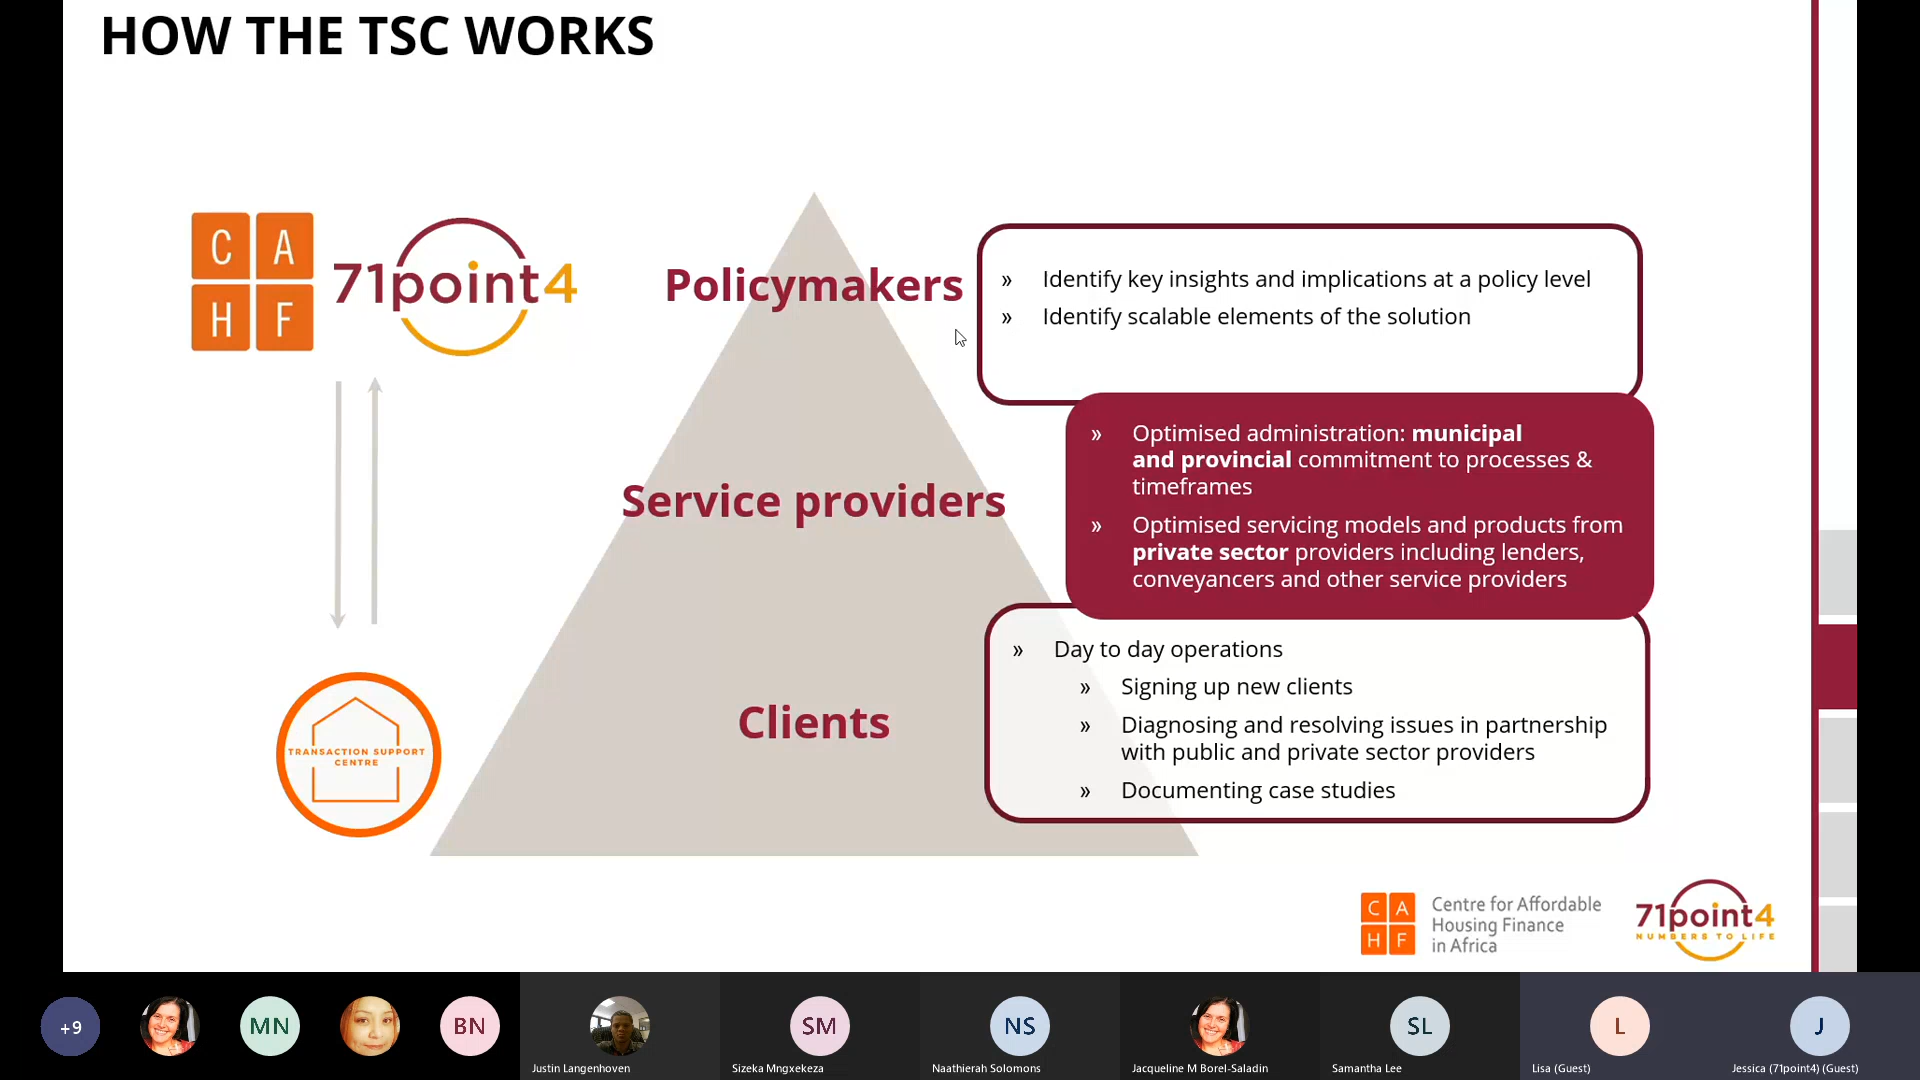 HOW THE TSC WORKS
C A
H F
71point4
Policymakers
» Identify key insights and implications at a policy level
» Identify scalable elements of the solution
Service providers
» Optimised administration: municipal
and provincial commitment to processes &
timeframes
» Optimised servicing models and products from
private sector providers including lenders,
conveyancers and other service providers
TRANSACTION SUPPORT
CENTRE
Clients
» Day to day operations
» Signing up new clients
» Diagnosing and resolving issues in partnership
with public and private sector providers
» Documenting case studies
C A
H F
Centre for Affordable
Housing Finance
in Africa
71point4
NUMBERS TO LIFE
+9
MN
BN
Justin Langenhoven
SM
Sizeka Mngxekeza
NS
Naathierah Solomons
Jacqueline M Borel-Saladin
SL
Samantha Lee
L
Lisa (Guest)
J
Jessica (71point4) (Guest)